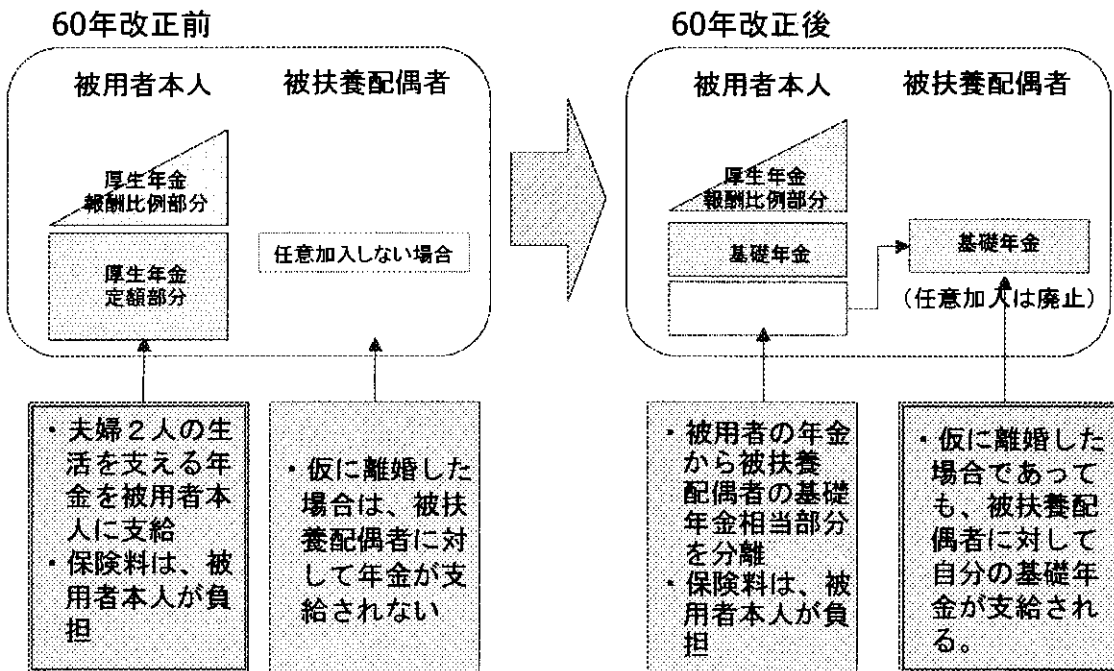 60年改正前
被用者本人
被扶養配偶者
厚生年金
報酬比例部分
厚生年金
定額部分
任意加入しない場合
・夫婦２人の生
活を支える年
金を被用者本
人に支給
・保険料は、被
用者本人が負
担
・仮に離婚した
場合は、被扶
養配偶者に対
して年金が支
給されない
60年改正後
被用者本人
被扶養配偶者
厚生年金
報酬比例部分
基礎年金
基礎年金
（任意加入は廃止）
・被用者の年金
から被扶養
配偶者の基礎
年金相当部分
を分離
・保険料は、被
用者本人が負
担
・仮に離婚した
場合であって
も、被扶養配
偶者に対して
自分の基礎年
金が支給され
る。